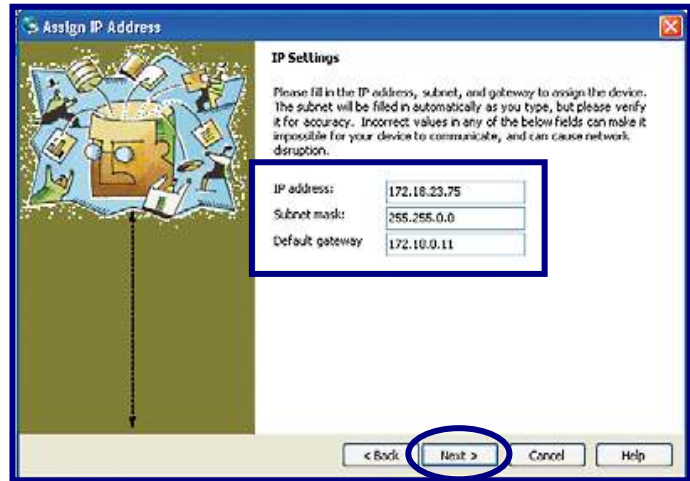 Assign IP Address
IP Settings
Please fill in the IP address, subnet, and gateway to assign the device.
The subnet will be filled in automatically as you type, but please verify
it for accuracy. Incorrect values in any of the below fields can make it
impossible for your device to communicate, and can cause network
disruption.
IP address: 172.18.23.75
Subnet mask: 255.255.0.0
Default gateway 172.18.0.11
< Back Next > Cancel Help